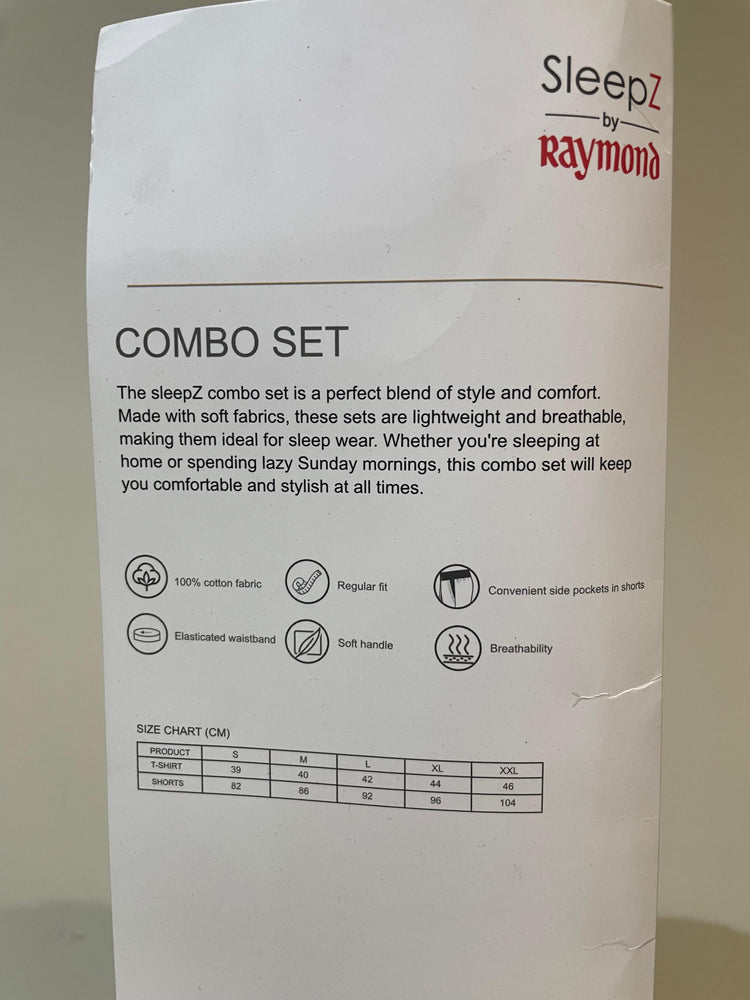 SleepZ
by
Raymond
COMBO SET
The sleepZ combo set is a perfect blend of style and comfort.
Made with soft fabrics, these sets are lightweight and breathable,
making them ideal for sleep wear. Whether you're sleeping at
home or spending lazy Sunday mornings, this combo set will keep
you comfortable and stylish at all times.
100% cotton fabric Regular fit Convenient side pockets in shorts
Elasticated waistband Soft handle Breathability
SIZE CHART (CM)
PRODUCT S M L XL XXL
T-SHIRT 39 40 42 44 46
SHORTS 82 86 92 96 104